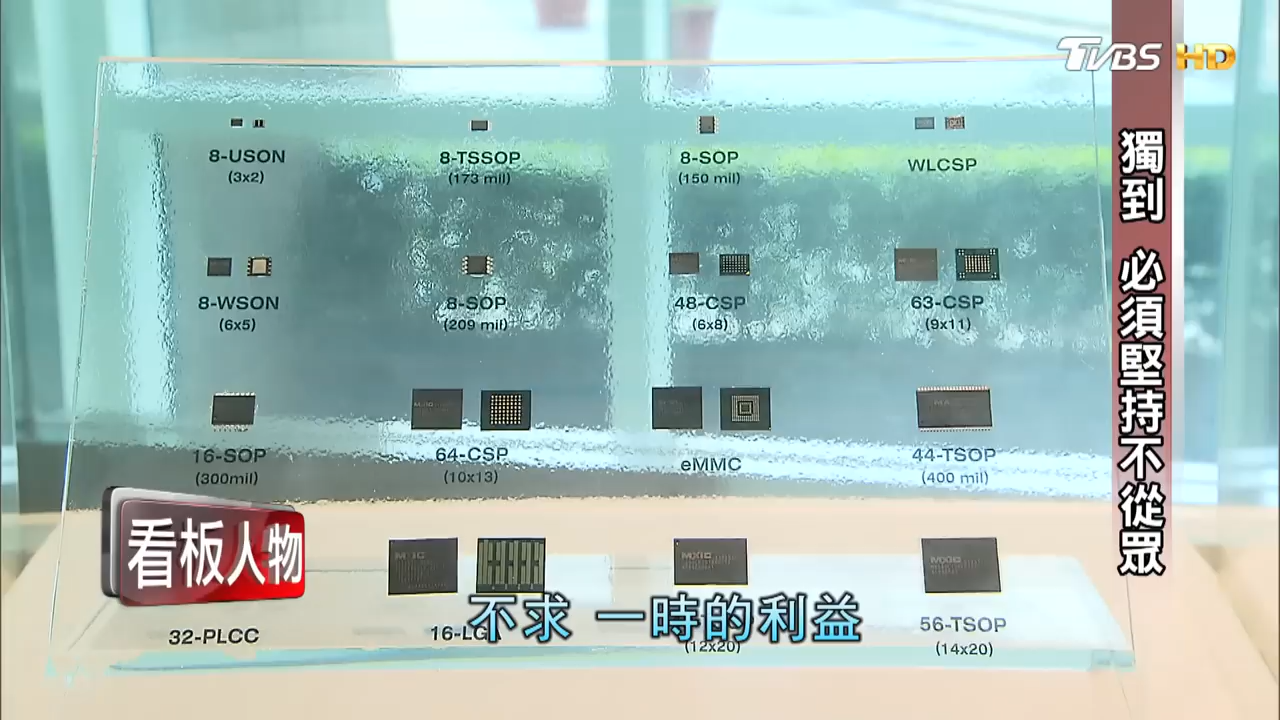 TVBS HD
獨到 必須堅持不從眾
8-USON
(3x2)
8-TSSOP
(173 mil)
8-SOP
(150 mil)
WLCSP
8-WSON
(6x5)
8-SOP
(209 mil)
48-CSP
(6x8)
63-CSP
(9x11)
16-SOP
(300mil)
64-CSP
(10x13)
eMMC
44-TSOP
(400 mil)
看板人物
MXIC
MXIC
MXIC
32-PLCC
16-LGA
(12x20)
56-TSOP
(14x20)
不求 一時的利益